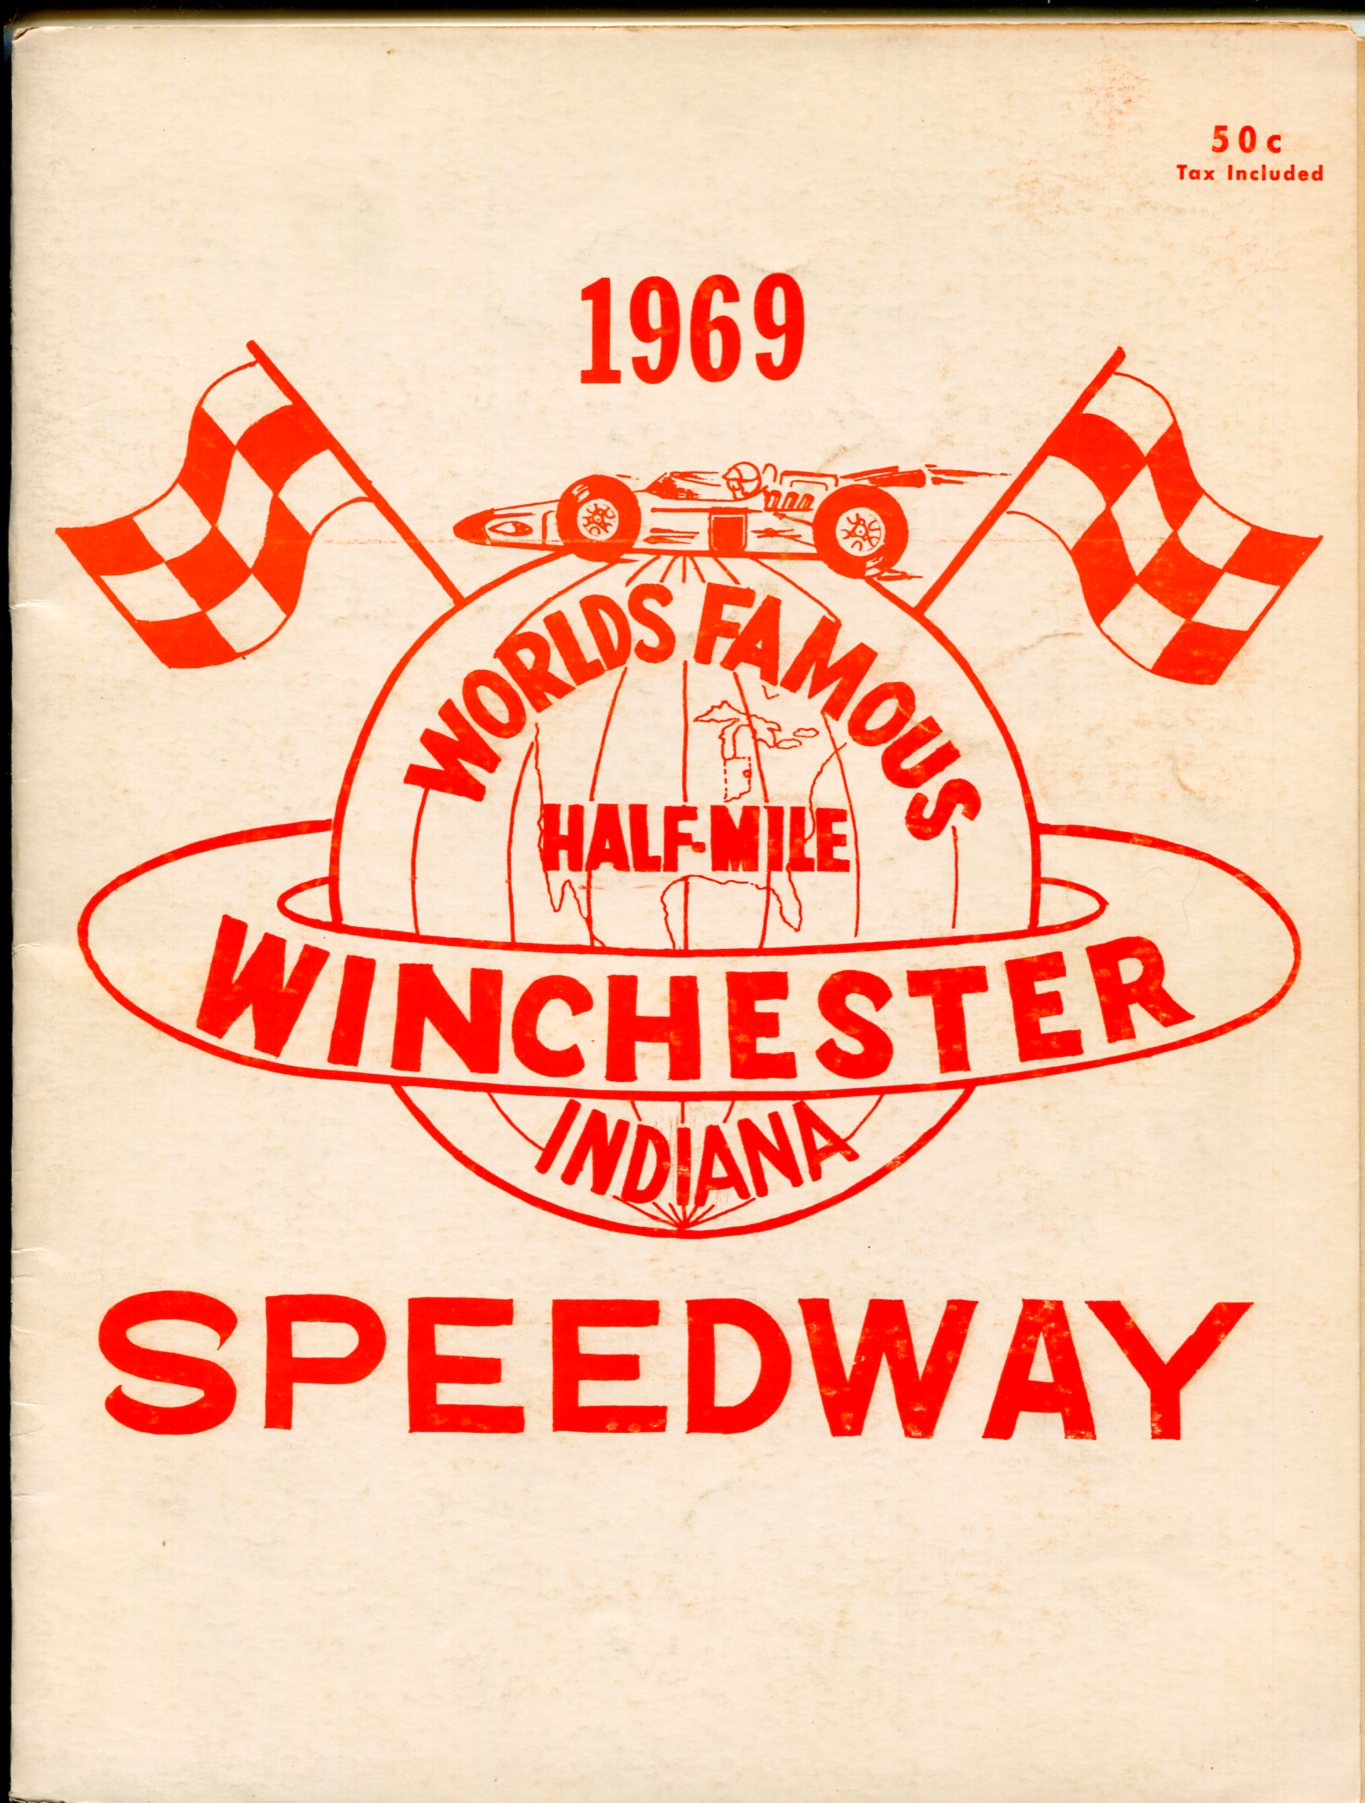 50c
Tax Included
1969
WORLDS FAMOUS
HALF-MILE
WINCHESTER
INDIANA
SPEEDWAY